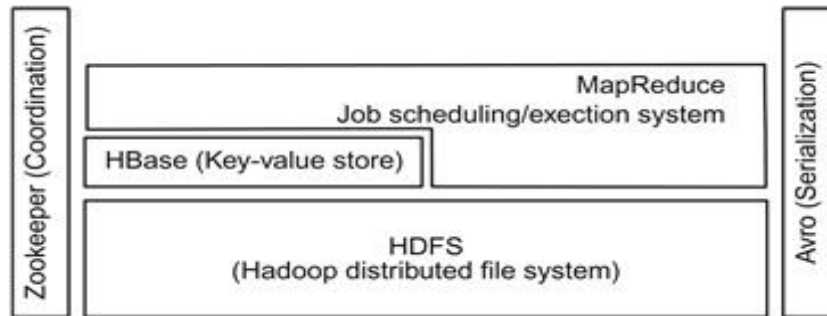 Zookeeper (Coordination)
MapReduce
Job scheduling/exection system
HBase (Key-value store)
HDFS
(Hadoop distributed file system)
Avro (Serialization)